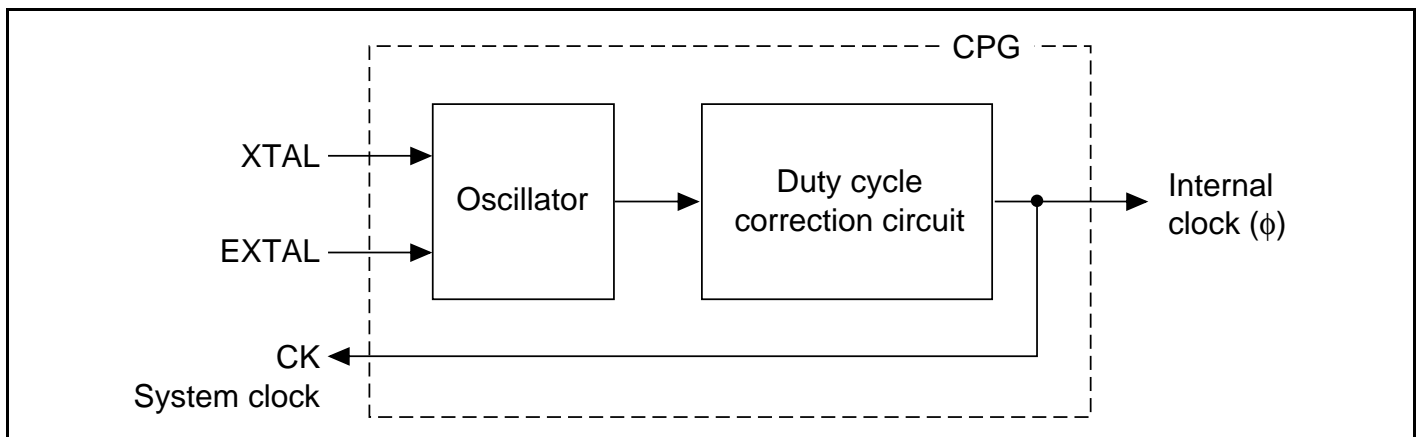 CPG
XTAL
Oscillator
Duty cycle
correction circuit
Internal
clock (ϕ)
EXTAL
CK
System clock